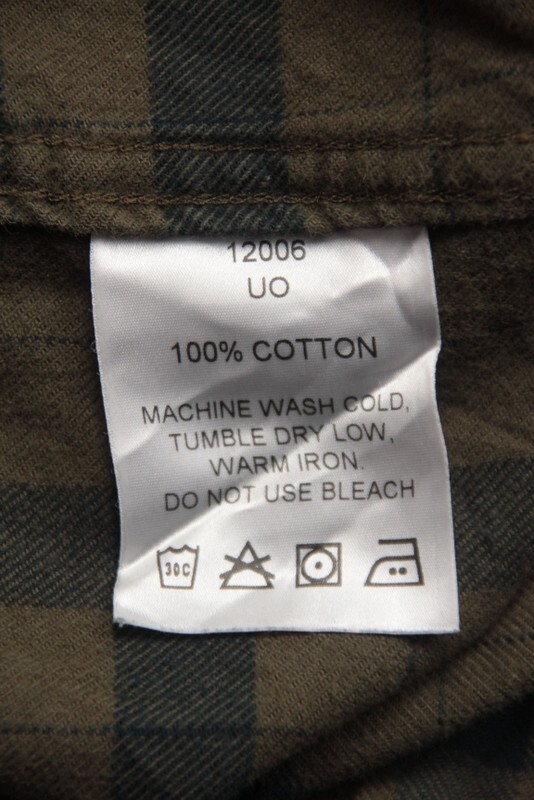 12006
UO
100% COTTON
MACHINE WASH COLD,
TUMBLE DRY LOW,
WARM IRON.
DO NOT USE BLEACH
30C